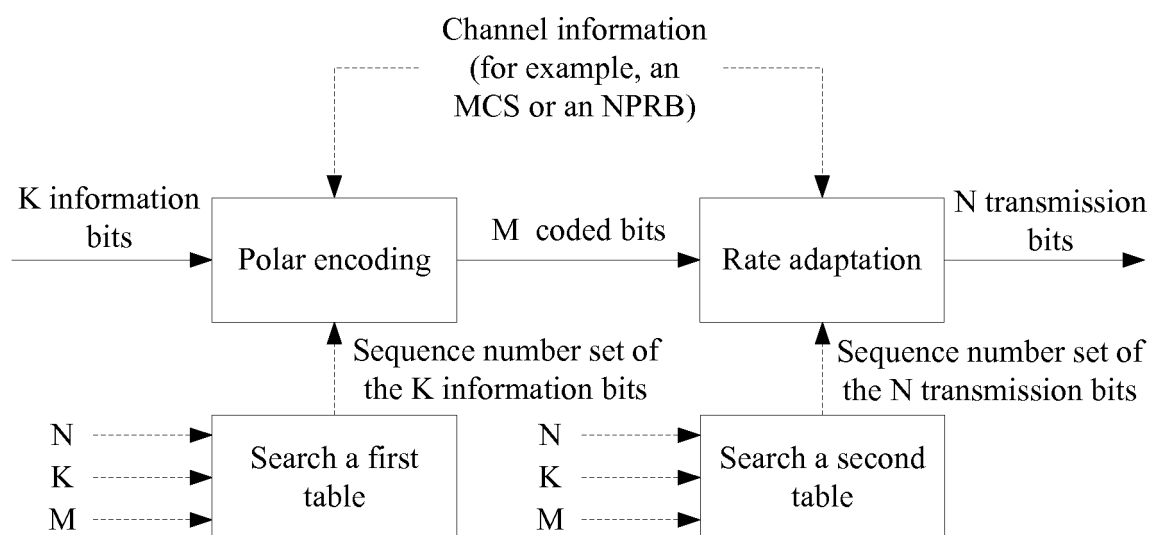 Channel information
(for example, an
MCS or an NPRB)
K information
bits
Polar encoding
M coded bits
Rate adaptation
N transmission
bits
Sequence number set of
the K information bits
Sequence number set of
the N transmission bits
N
K
M
Search a first
table
N
K
M
Search a second
table